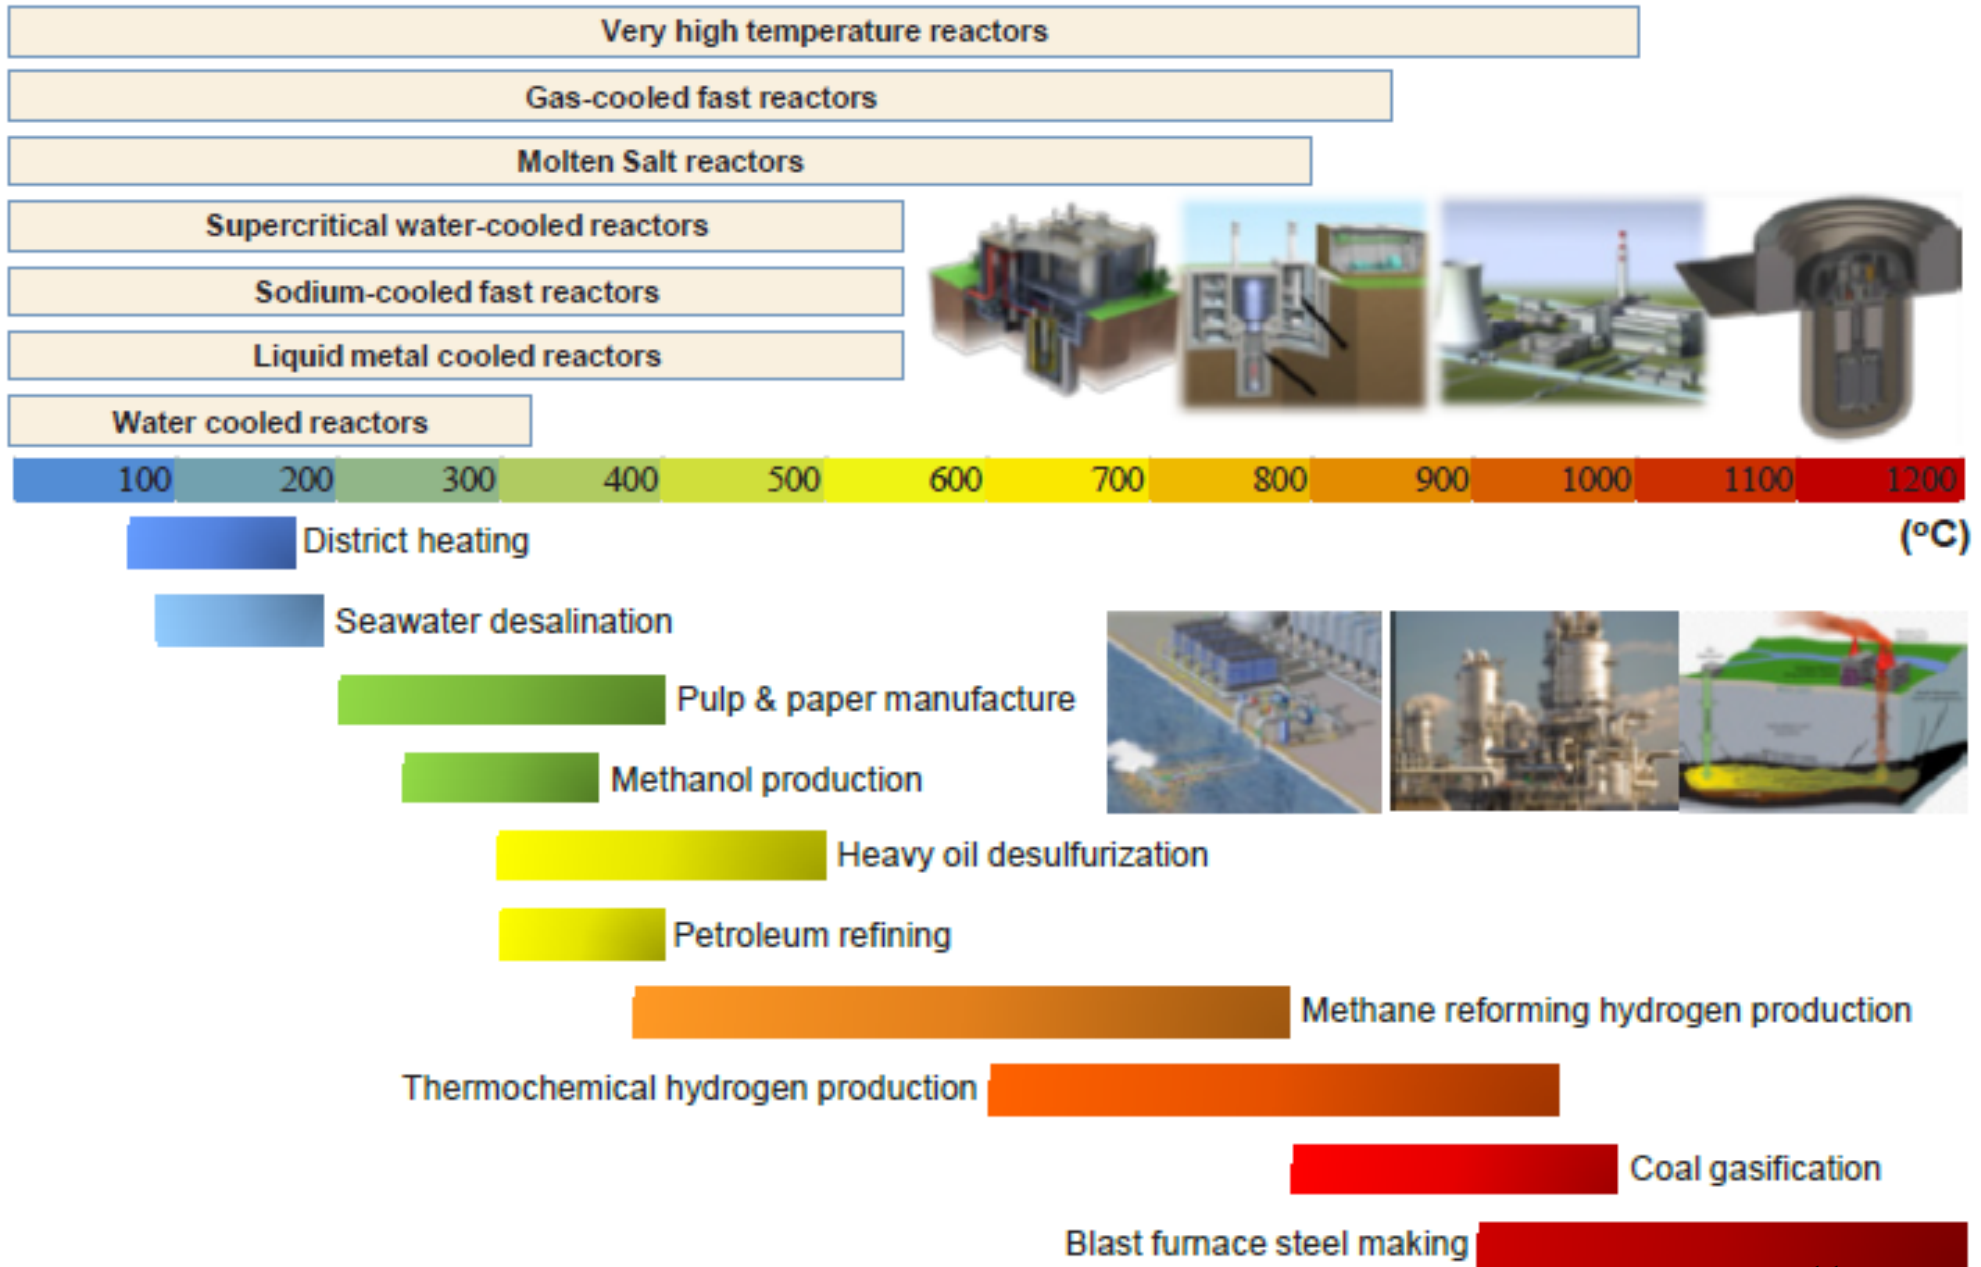 Very high temperature reactors
Gas-cooled fast reactors
Molten Salt reactors
Supercritical water-cooled reactors
Sodium-cooled fast reactors
Liquid metal cooled reactors
Water cooled reactors
100 200 300 400 500 600 700 800 900 1000 1100 1200
(°C)
District heating
Seawater desalination
Pulp & paper manufacture
Methanol production
Heavy oil desulfurization
Petroleum refining
Methane reforming hydrogen production
Thermochemical hydrogen production
Coal gasification
Blast furnace steel making